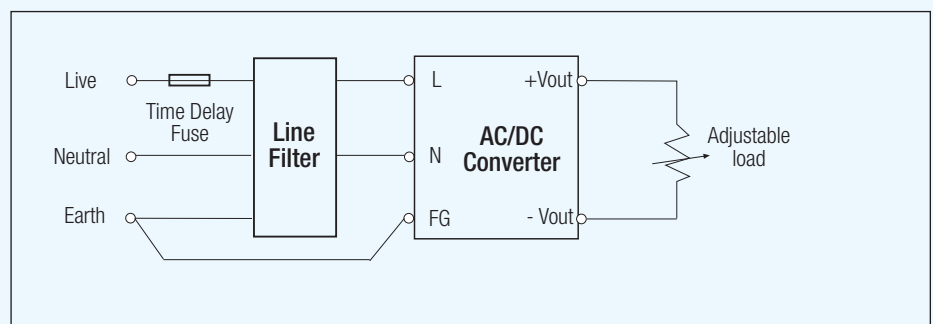 Live
Time Delay
Fuse
Neutral
Earth
Line
Filter
L
N
FG
AC/DC
Converter
+Vout
- Vout
Adjustable
load